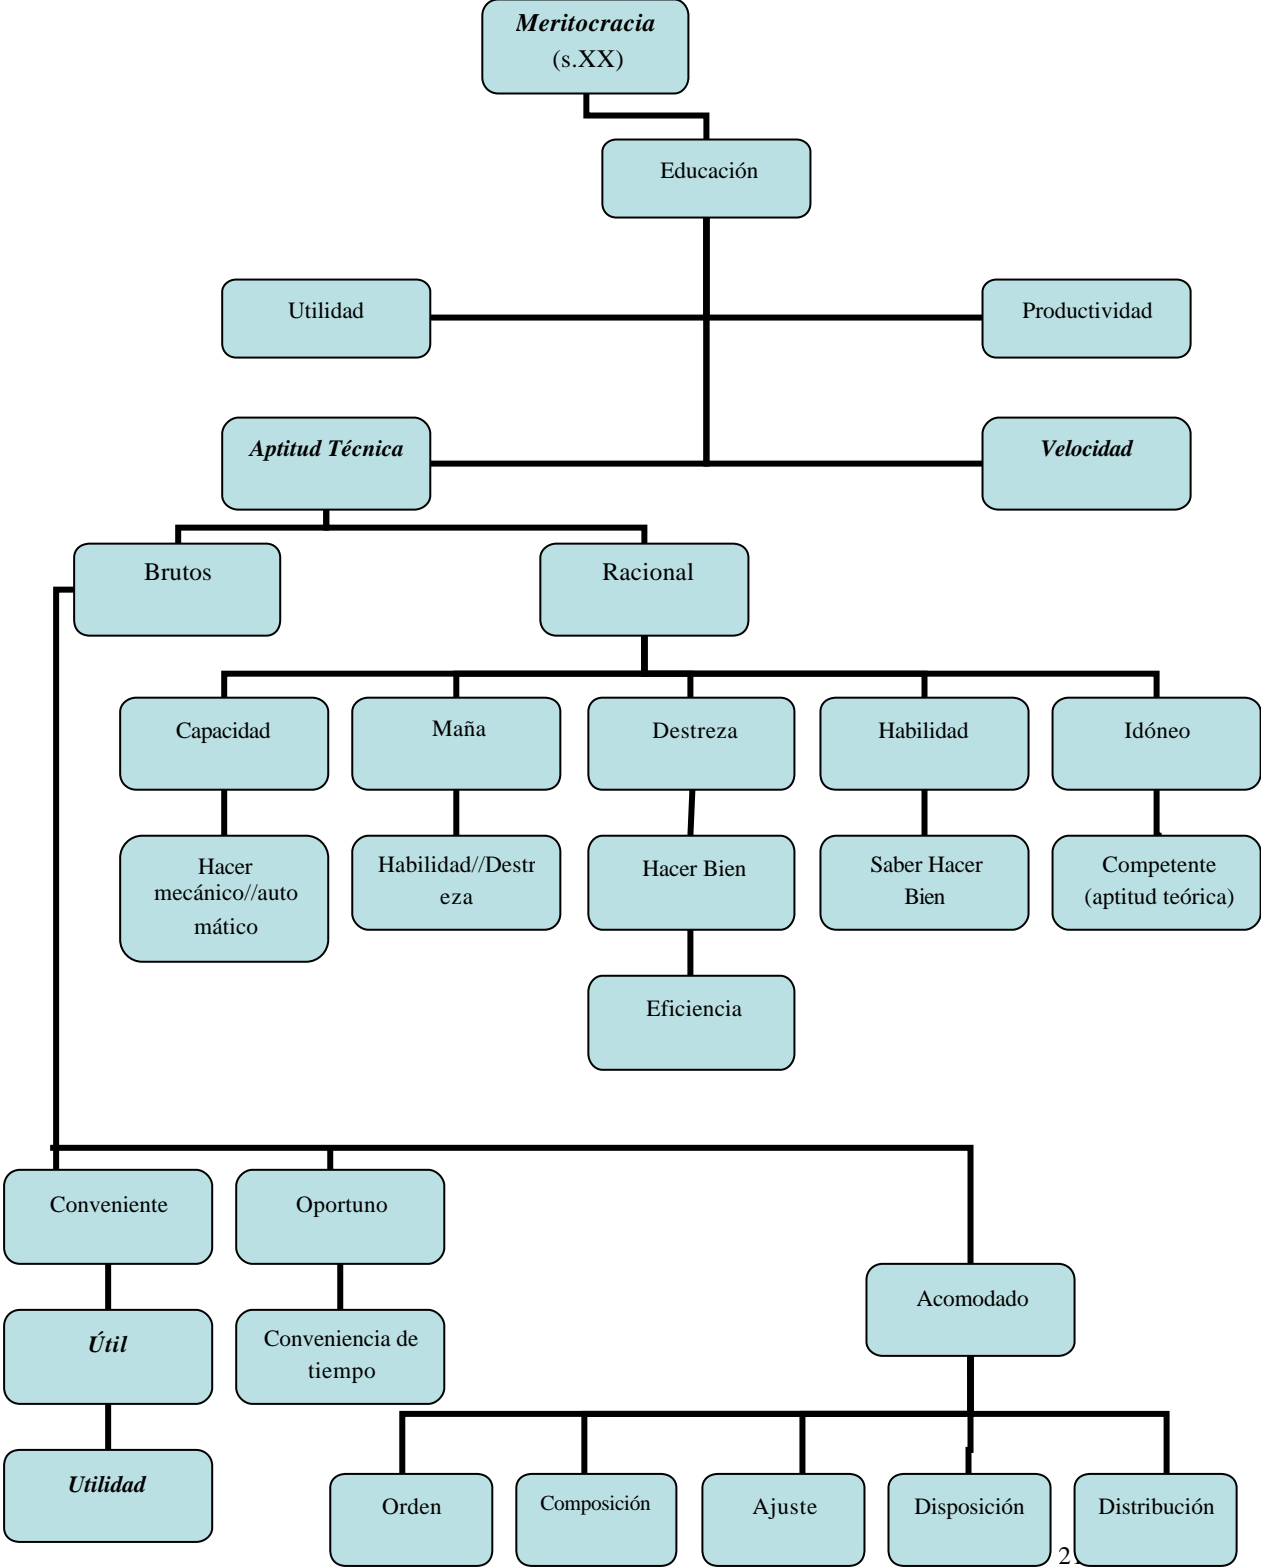 Meritocracia
(s.XX)
Educación
Utilidad
Productividad
Aptitud Técnica
Velocidad
Brutos
Racional
Capacidad
Maña
Destreza
Habilidad
Idóneo
Hacer
mecánico//auto
mático
Habilidad//Destr
eza
Hacer Bien
Saber Hacer
Bien
Competente
(aptitud teórica)
Eficiencia
Conveniente
Oportuno
Acomodado
Útil
Conveniencia de
tiempo
Utilidad
Orden
Composición
Ajuste
Disposición
Distribución